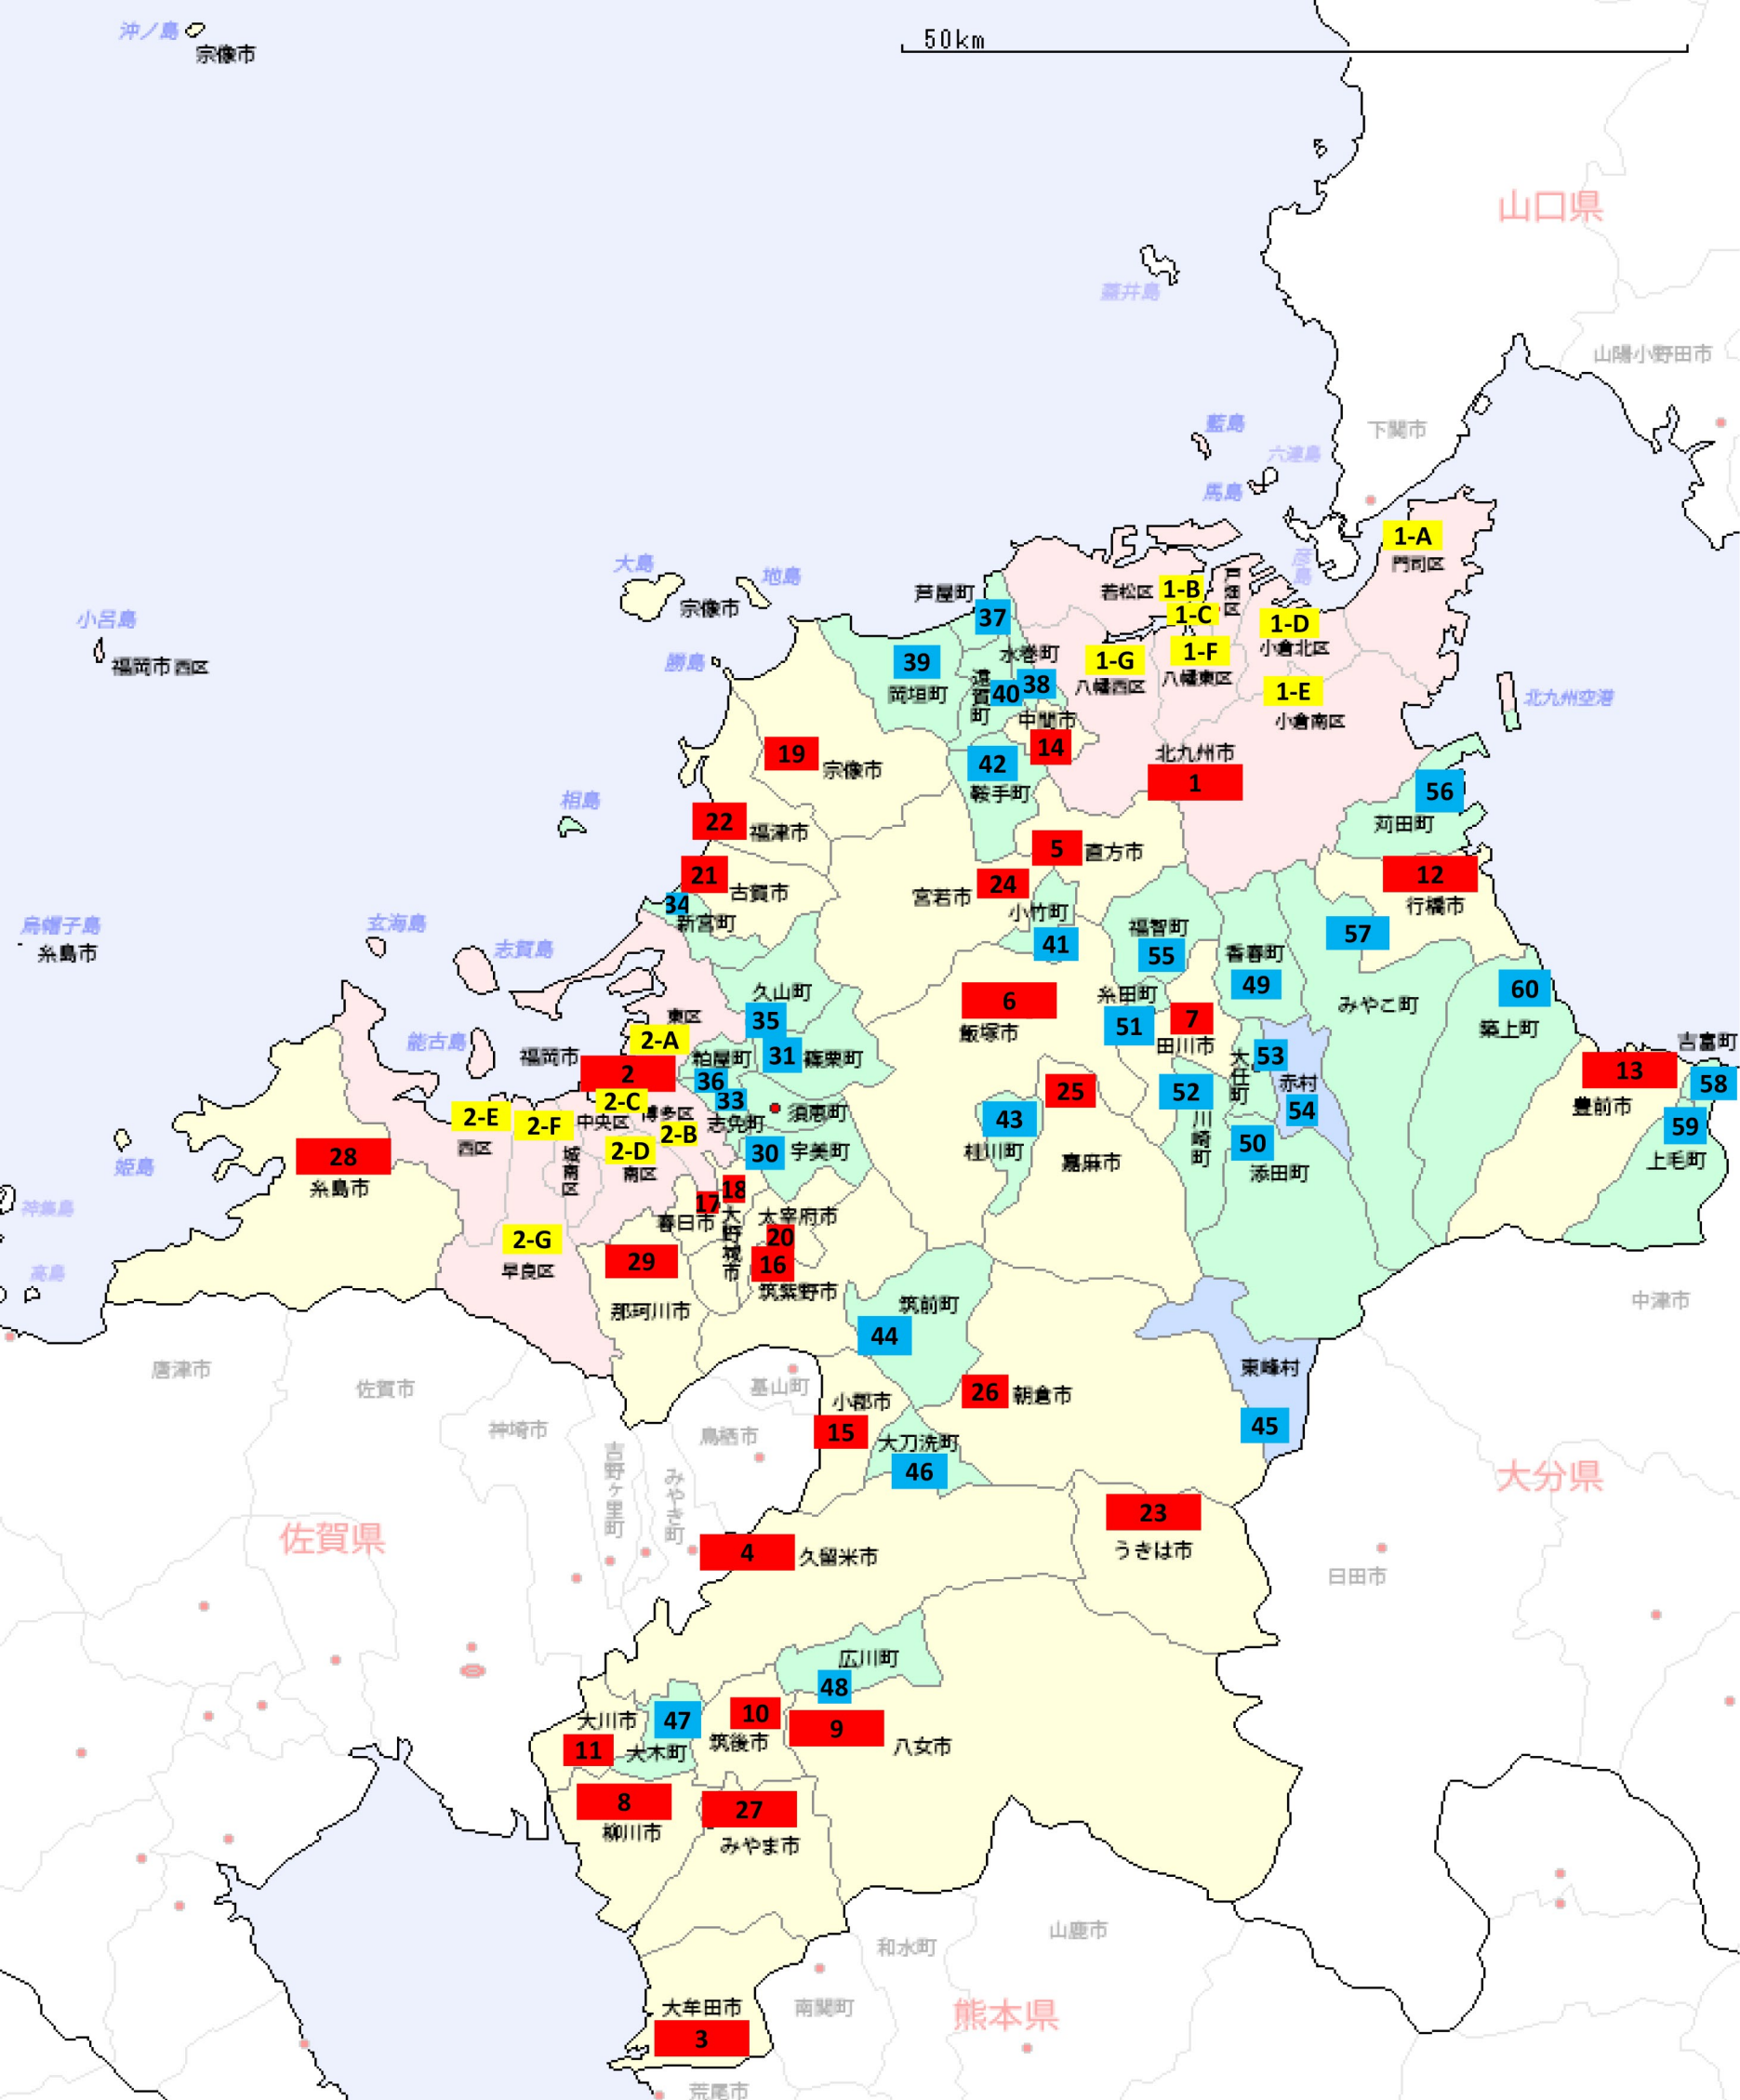 沖ノ島
宗像市
50km
山口県
蓋井島
山陽小野田市
藍島
下関市
六連島
馬島
1-A
門司区
彦島
大島
地島
宗像市
芦屋町
37
若松区
1-B
戸畑区
1-C
1-D
小倉北区
小呂島
福岡市西区
勝島
39
岡垣町
水巻町
遠賀町
40
38
1-G
八幡西区
1-F
八幡東区
1-E
小倉南区
北九州空港
中間市
14
19
宗像市
42
鞍手町
北九州市
1
56
苅田町
相島
22
福津市
5
直方市
21
古賀市
宮若市
24
12
行橋市
34
新宮町
小竹町
41
福智町
55
香春町
49
57
烏帽子島
糸島市
玄海島
志賀島
久山町
35
6
飯塚市
糸田町
51
7
田川市
みやこ町
60
築上町
東区
2-A
能古島
福岡市
2
粕屋町
31
篠栗町
36
33
大任町
53
赤村
54
吉富町
13
豊前市
58
2-C
2-E
西区
2-F
中央区
博多区
2-B
志免町
須恵町
43
桂川町
25
嘉麻市
52
川崎町
50
添田町
59
上毛町
姫島
28
糸島市
城南区
2-D
南区
30
宇美町
神集島
17
18
春日市
大野城市
太宰府市
20
16
筑紫野市
2-G
早良区
29
那珂川市
高島
筑前町
44
中津市
唐津市
佐賀市
基山町
東峰村
45
小郡市
15
26
朝倉市
神埼市
吉野ヶ里町
みやき町
鳥栖市
大刀洗町
46
大分県
佐賀県
23
うきは市
4
久留米市
日田市
広川町
48
大川市
11
47
大木町
10
筑後市
9
八女市
8
柳川市
27
みやま市
和水町
山鹿市
大牟田市
3
南関町
熊本県
荒尾市